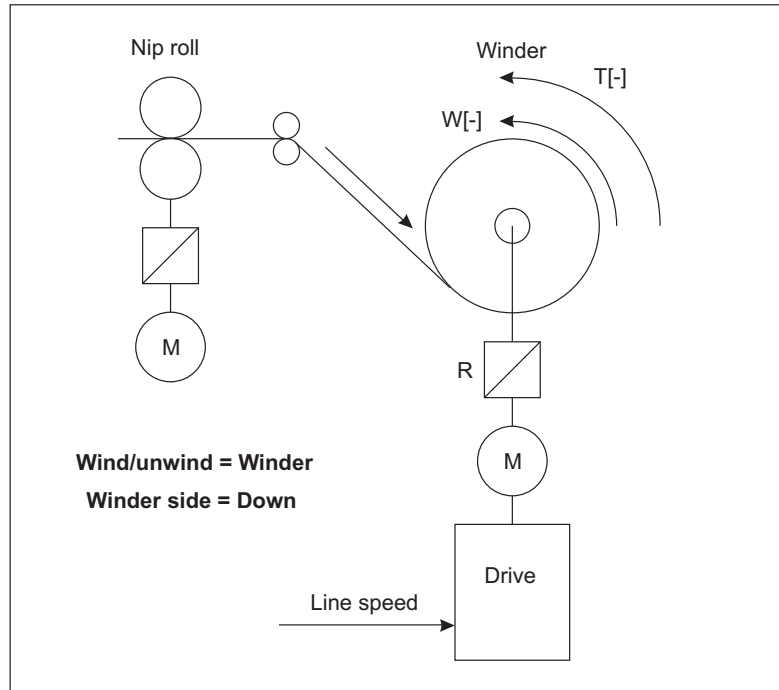 Nip roll
Winder
T[-]
W[-]
M
R
M
Wind/unwind = Winder
Winder side = Down
Drive
Line speed